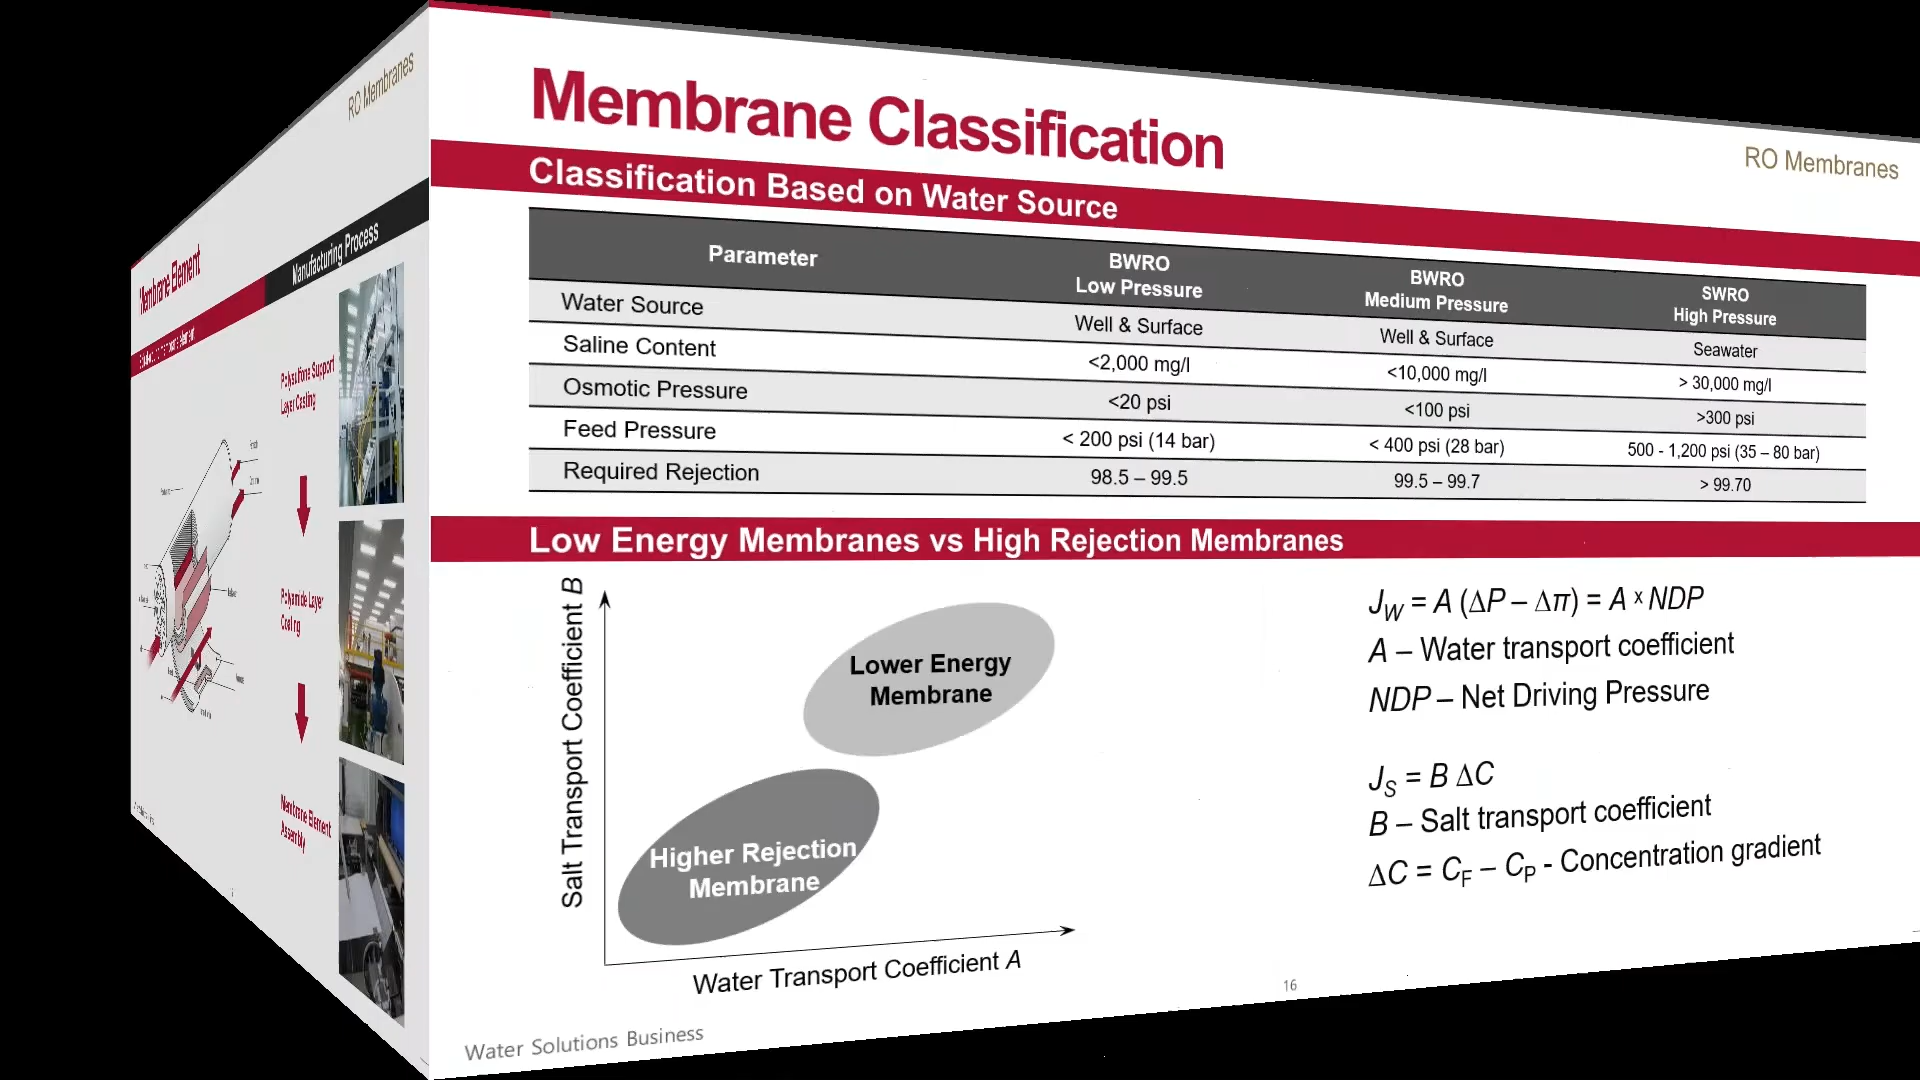 RO Membranes
Membrane Element
Manufacturing Process
Polysulfone Support
Layer Casting
Polyamide Layer
Coating
Membrane Element
Assembly
Membrane Classification
RO Membranes
Classification Based on Water Source
Parameter BWRO Low Pressure BWRO Medium Pressure SWRO High Pressure
Water Source Well & Surface Well & Surface Seawater
Saline Content <2,000 mg/l <10,000 mg/l > 30,000 mg/l
Osmotic Pressure <20 psi <100 psi >300 psi
Feed Pressure < 200 psi (14 bar) < 400 psi (28 bar) 500 - 1,200 psi (35 – 80 bar)
Required Rejection 98.5 – 99.5 99.5 – 99.7 > 99.70
Low Energy Membranes vs High Rejection Membranes
Salt Transport Coefficient B
Lower Energy
Membrane
Higher Rejection
Membrane
Water Transport Coefficient A
J_W = A (ΔP – Δπ) = A x NDP
A – Water transport coefficient
NDP – Net Driving Pressure
J_S = B ΔC
B – Salt transport coefficient
ΔC = C_F – C_P - Concentration gradient
16
Water Solutions Business